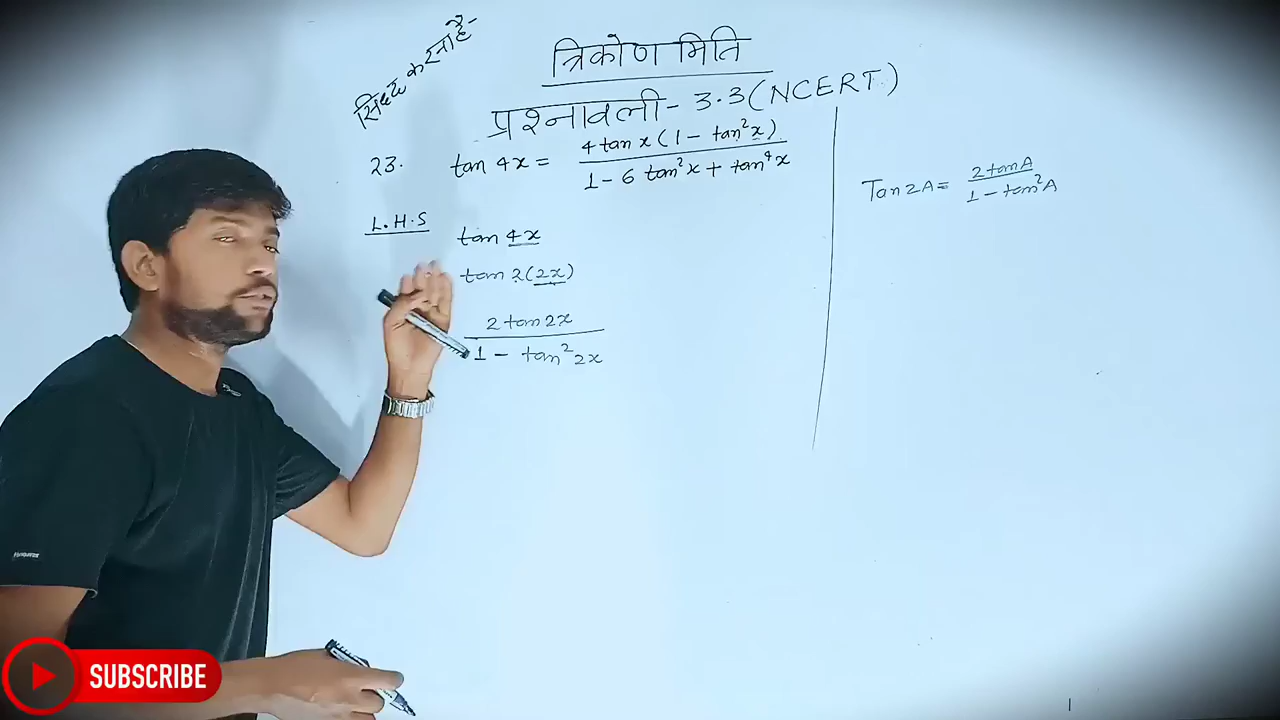 सिद्ध करना है-
त्रिकोण मिति
प्रश्नावली - 3.3 (NCERT.)
23. tan 4x = 4 tan x (1 - tan²x) / 1 - 6 tan²x + tan⁴x
Tan 2A = 2 tan A / 1 - tan²A
L.H.S tan 4x
tan 2(2x)
2 tan 2x
1 - tan² 2x
SUBSCRIBE